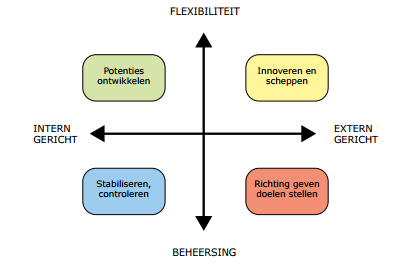 FLEXIBILITEIT
Potenties
ontwikkelen
Innoveren en
scheppen
INTERN
GERICHT
EXTERN
GERICHT
Stabiliseren,
controleren
Richting geven
doelen stellen
BEHEERSING